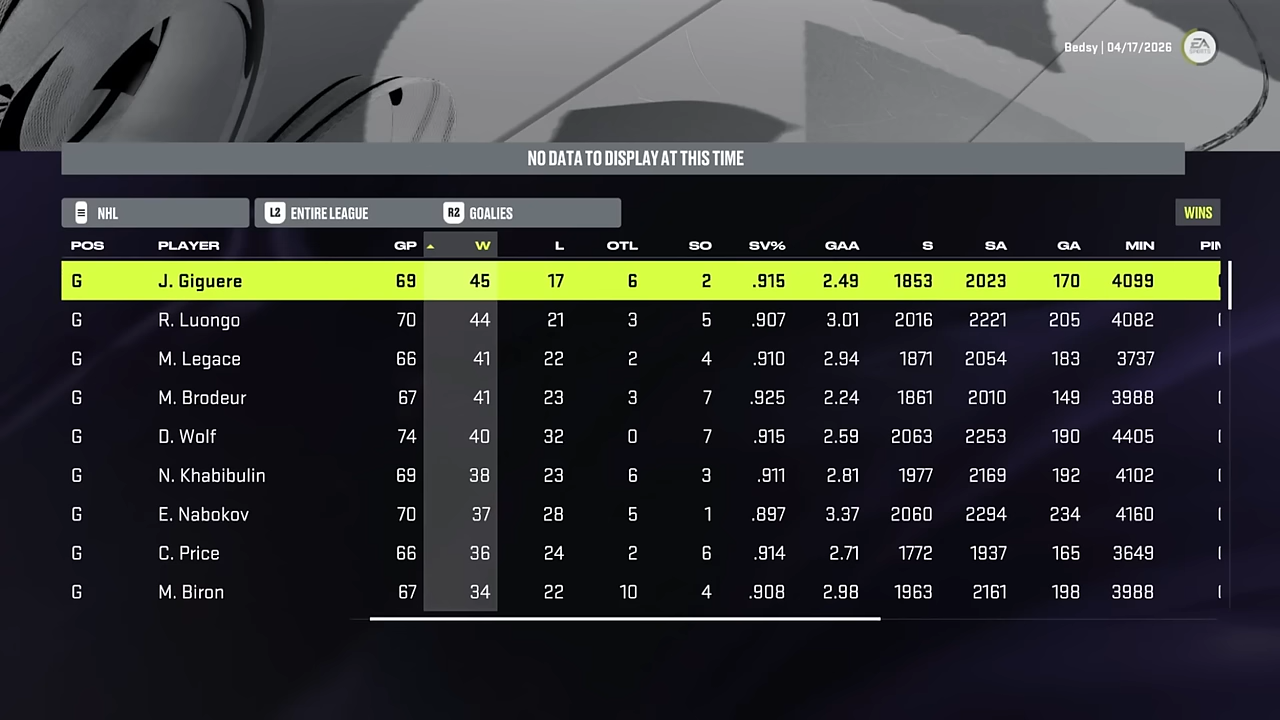 Bedsy | 04/17/2026
EA SPORTS
NO DATA TO DISPLAY AT THIS TIME
NHL L2 ENTIRE LEAGUE R2 GOALIES WINS
POS PLAYER GP W L OTL SO SV% GAA S SA GA MIN
G J. Giguere 69 45 17 6 2 .915 2.49 1853 2023 170 4099
G R. Luongo 70 44 21 3 5 .907 3.01 2016 2221 205 4082
G M. Legace 66 41 22 2 4 .910 2.94 1871 2054 183 3737
G M. Brodeur 67 41 23 3 7 .925 2.24 1861 2010 149 3988
G D. Wolf 74 40 32 0 7 .915 2.59 2063 2253 190 4405
G N. Khabibulin 69 38 23 6 3 .911 2.81 1977 2169 192 4102
G E. Nabokov 70 37 28 5 1 .897 3.37 2060 2294 234 4160
G C. Price 66 36 24 2 6 .914 2.71 1772 1937 165 3649
G M. Biron 67 34 22 10 4 .908 2.98 1963 2161 198 3988